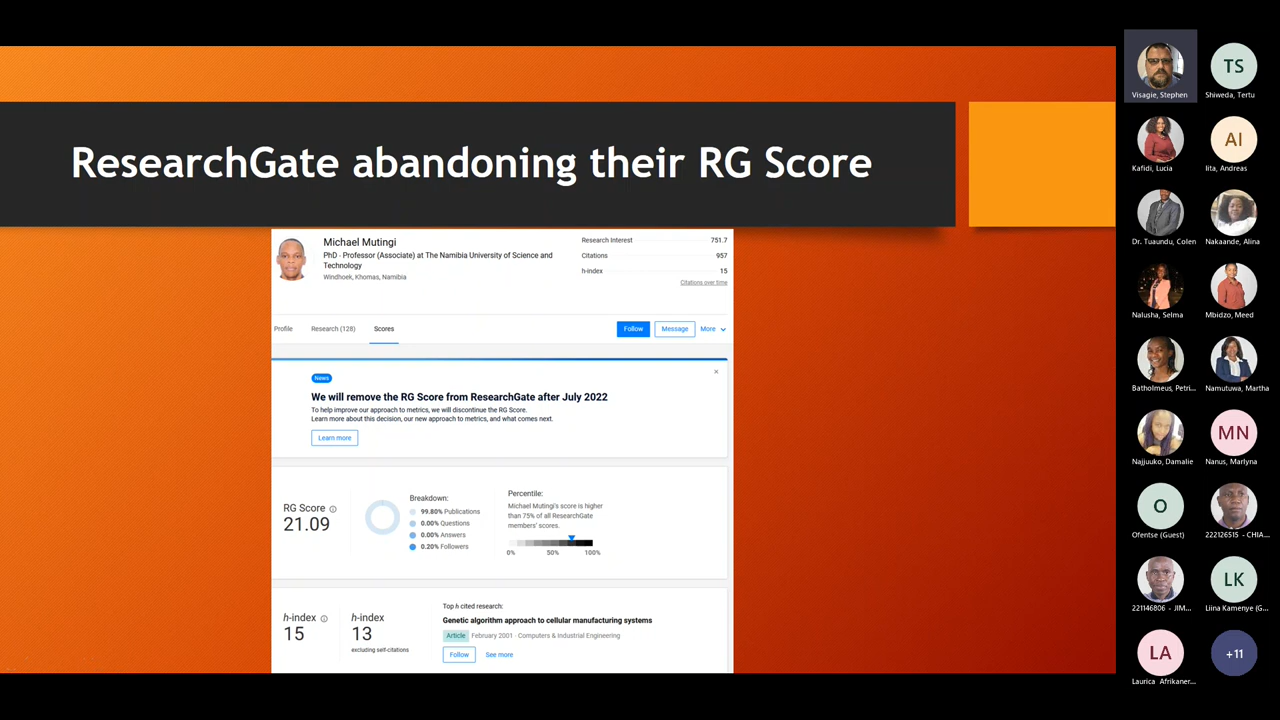 ResearchGate abandoning their RG Score
Michael Mutingi
PhD · Professor (Associate) at The Namibia University of Science and
Technology
Windhoek, Khomas, Namibia
Research Interest 751.7
Citations 957
h-index 15
Citations over time
Profile Research (128) Scores
Follow Message More
News
We will remove the RG Score from ResearchGate after July 2022
To help improve our approach to metrics, we will discontinue the RG Score.
Learn more about this decision, our new approach to metrics, and what comes next.
Learn more
RG Score
21.09
Breakdown:
99.80% Publications
0.00% Questions
0.00% Answers
0.20% Followers
Percentile:
Michael Mutingi's score is higher
than 75% of all ResearchGate
members' scores.
0% 50% 100%
h-index
15
h-index
13
excluding self-citations
Top h cited research:
Genetic algorithm approach to cellular manufacturing systems
Article February 2001 · Computers & Industrial Engineering
Follow See more
TS
Visagie, Stephen Shiweda, Tertu
AI
Kafidi, Lucia Iita, Andreas
Dr. Tuaundu, Colen Nakaande, Alina
Nalusha, Selma Mbidzo, Meed
Batholmeus, Petri... Namutuwa, Martha
MN
Najjuuko, Damalie Nanus, Marlyna
O
Ofentse (Guest) 222126515 - CHIA...
LK
221146806 - JIM... Liina Kamenye (G...
LA +11
Laurica Afrikaner...